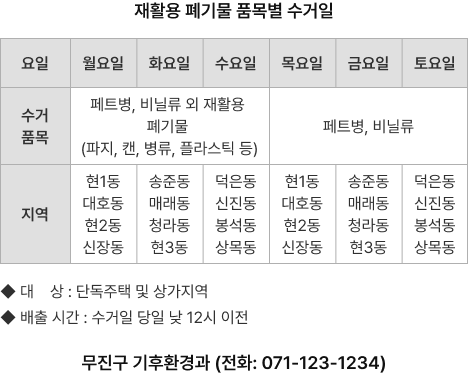 재활용 폐기물 품목별 수거일
요일 월요일 화요일 수요일 목요일 금요일 토요일
수거 품목
페트병, 비닐류 외 재활용
폐기물
(파지, 캔, 병류, 플라스틱 등)
페트병, 비닐류
지역
현1동 송준동 덕은동 현1동 송준동 덕은동
대호동 매래동 신진동 대호동 매래동 신진동
현2동 청라동 봉석동 현2동 청라동 봉석동
신장동 현3동 상목동 신장동 현3동 상목동
◆ 대 상 : 단독주택 및 상가지역
◆ 배출 시간 : 수거일 당일 낮 12시 이전
무진구 기후환경과 (전화: 071-123-1234)